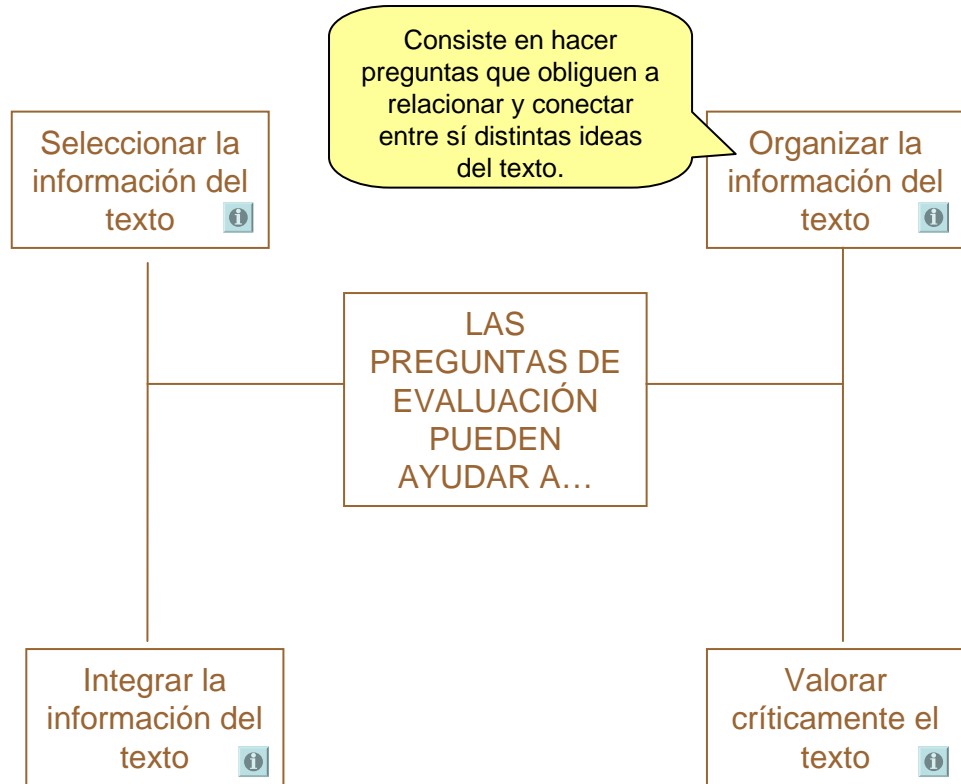 Consiste en hacer
preguntas que obliguen a
relacionar y conectar
entre sí distintas ideas
del texto.
Seleccionar la
información del
texto
Organizar la
información del
texto
LAS
PREGUNTAS DE
EVALUACIÓN
PUEDEN
AYUDAR A…
Integrar la
información del
texto
Valorar
críticamente el
texto